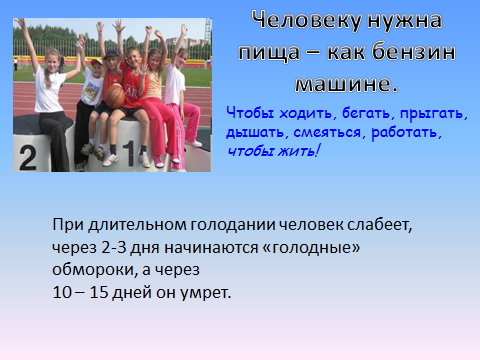 Человеку нужна
пища – как бензин
машине.
Чтобы ходить, бегать, прыгать,
дышать, смеяться, работать,
чтобы жить!
2
1
При длительном голодании человек слабеет,
через 2-3 дня начинаются «голодные»
обмороки, а через
10 – 15 дней он умрет.